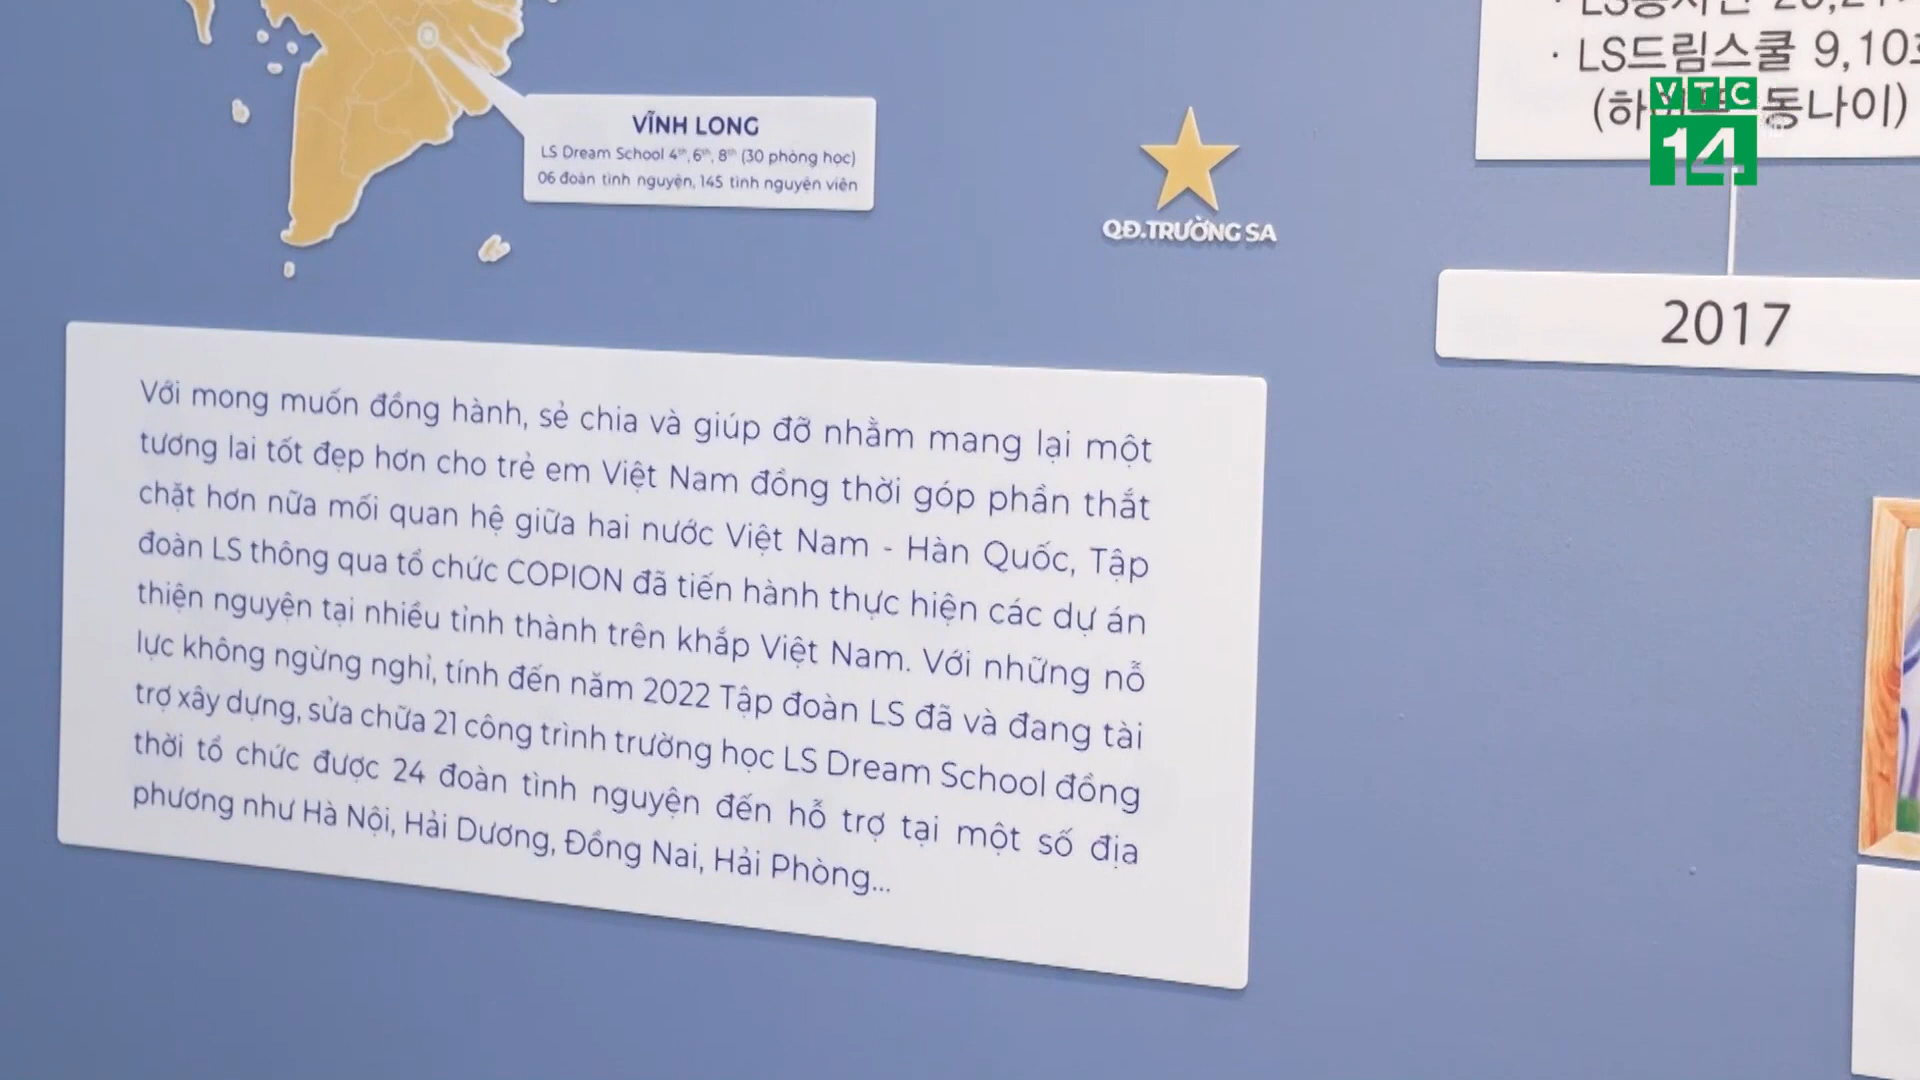 VĨNH LONG
LS Dream School 4th, 6th, 8th (30 phòng học)
06 đoàn tình nguyện, 145 tình nguyện viên
QĐ.TRƯỜNG SA
· LS드림스쿨 9,10
동나이)
VTC
14
2017
Với mong muốn đồng hành, sẻ chia và giúp đỡ nhằm mang lại một
tương lai tốt đẹp hơn cho trẻ em Việt Nam đồng thời góp phần thắt
chặt hơn nữa mối quan hệ giữa hai nước Việt Nam - Hàn Quốc, Tập
đoàn LS thông qua tổ chức COPION đã tiến hành thực hiện các dự án
thiện nguyện tại nhiều tỉnh thành trên khắp Việt Nam. Với những nỗ
lực không ngừng nghỉ, tính đến năm 2022 Tập đoàn LS đã và đang tài
trợ xây dựng, sửa chữa 21 công trình trường học LS Dream School đồng
thời tổ chức được 24 đoàn tình nguyện đến hỗ trợ tại một số địa
phương như Hà Nội, Hải Dương, Đồng Nai, Hải Phòng...